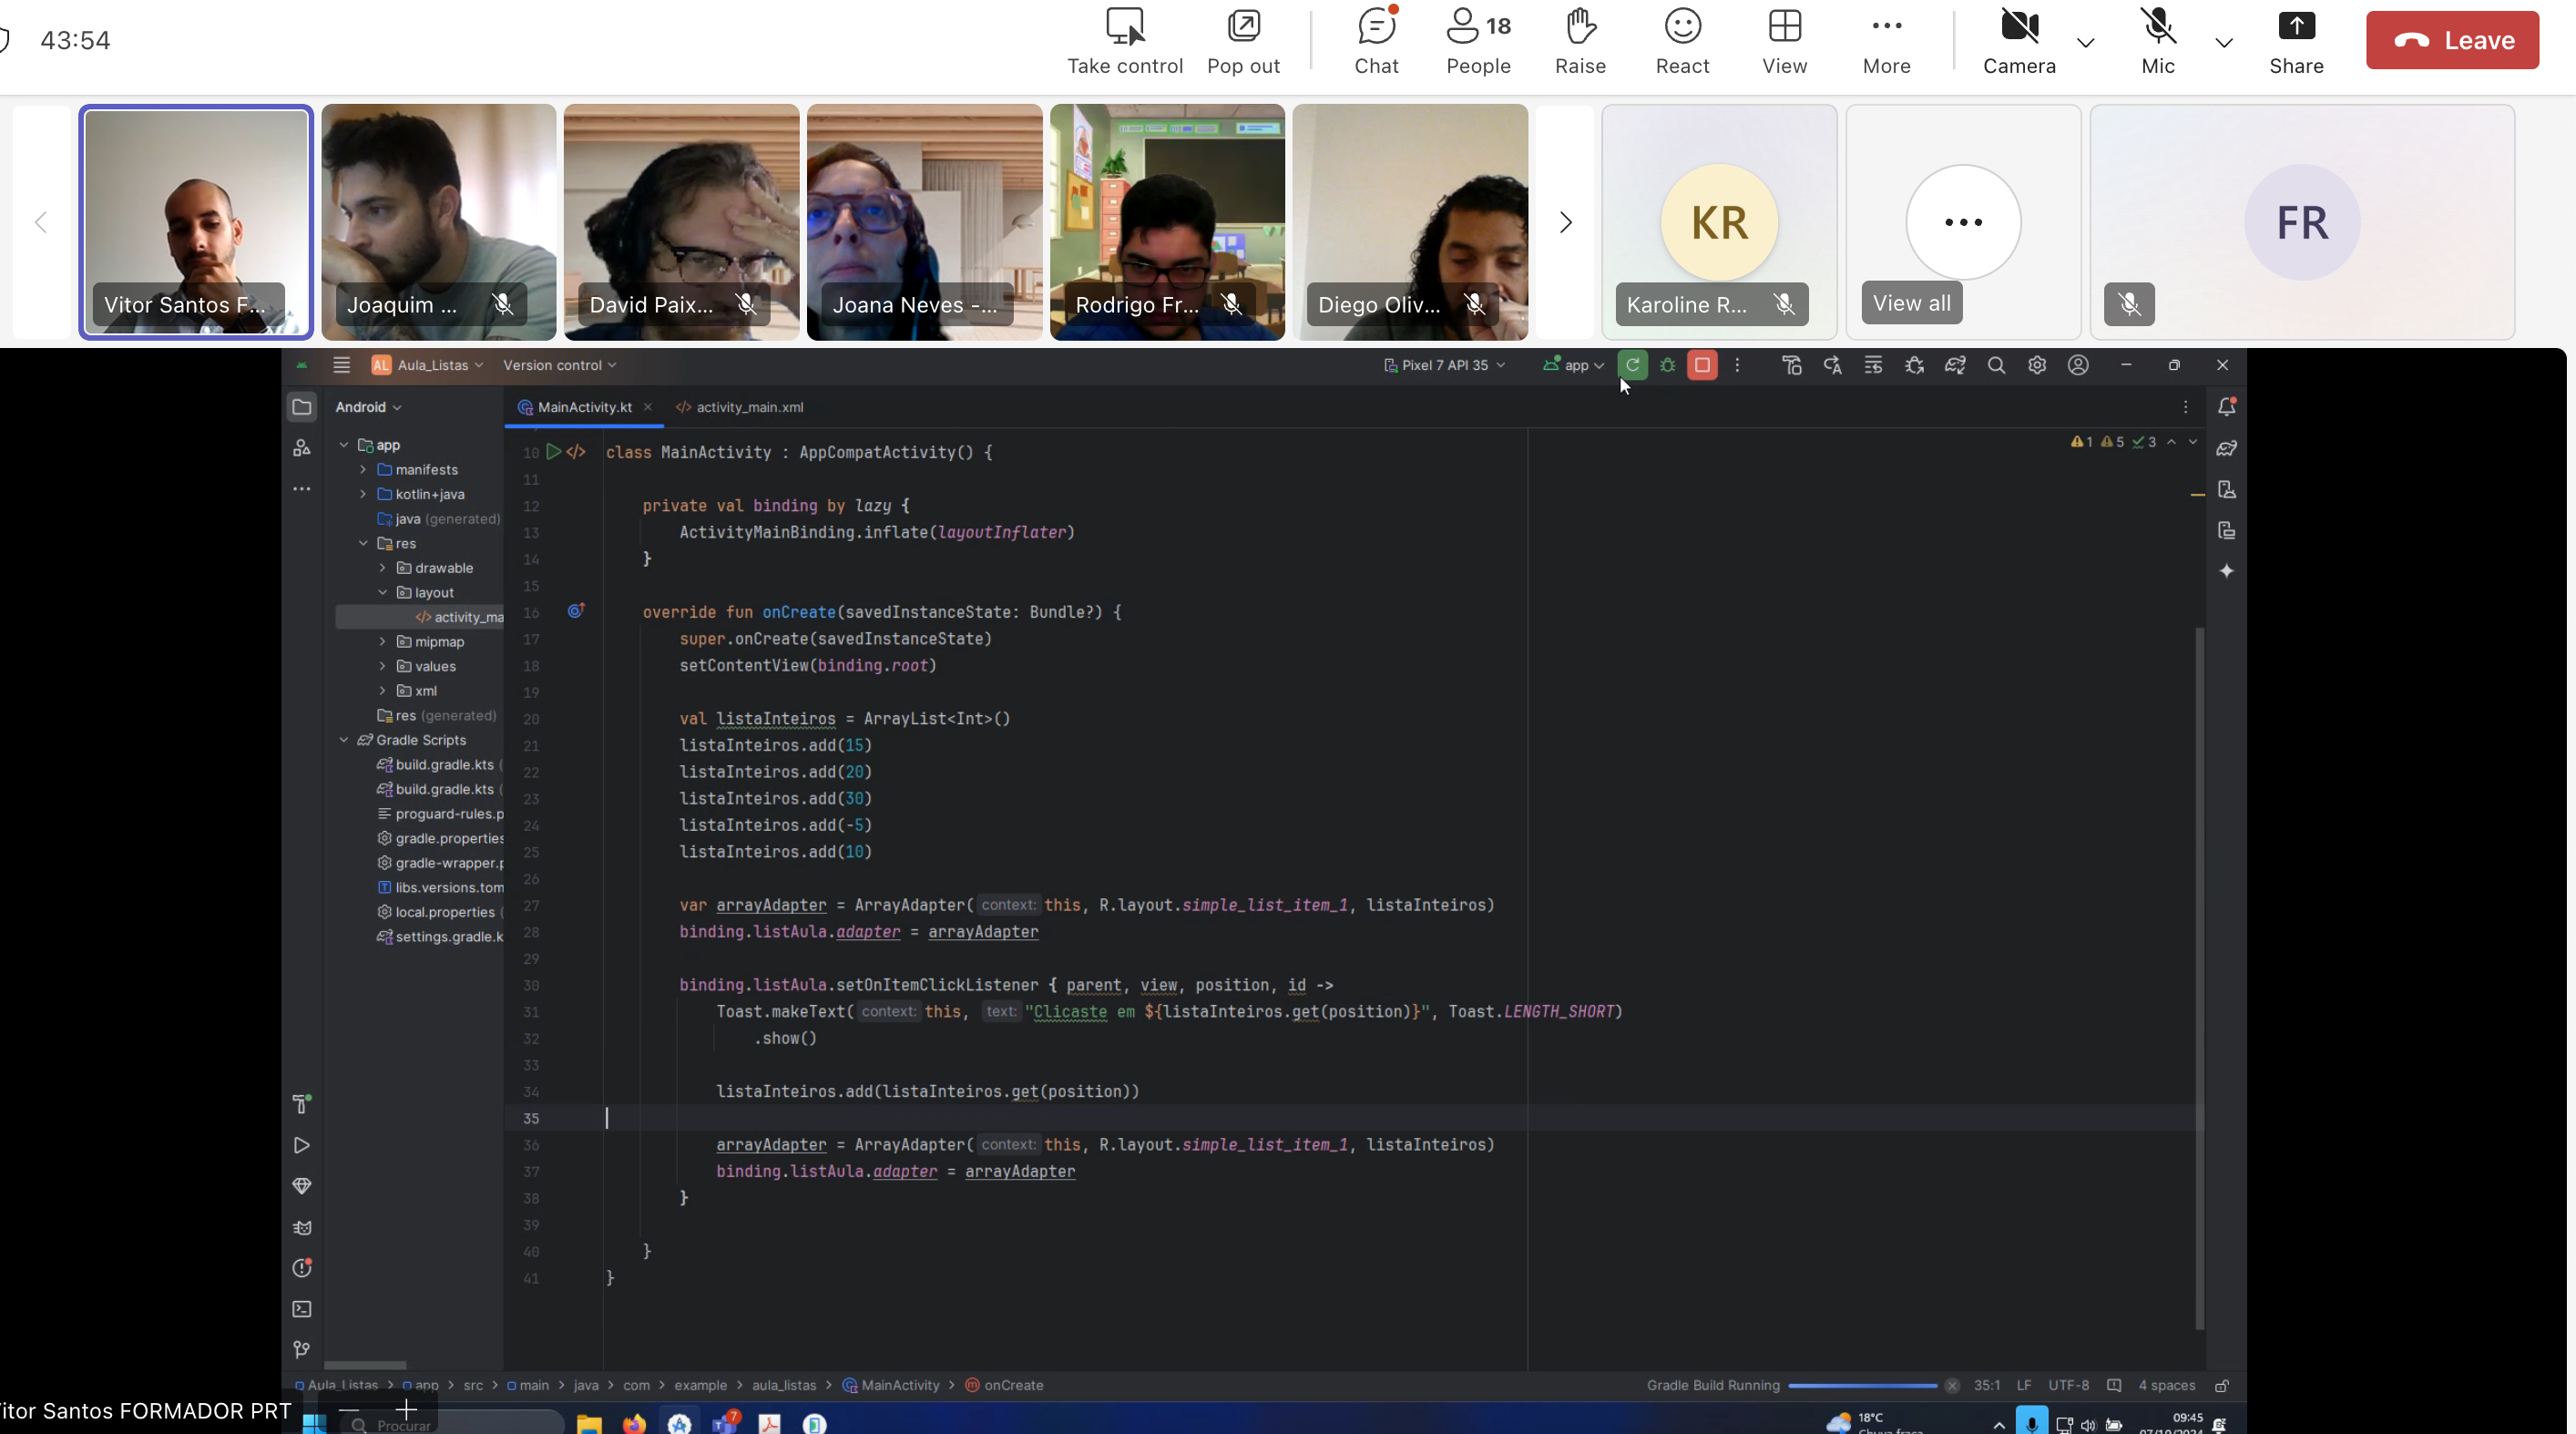 43:54
Take control
Pop out
Chat
18
People
Raise
React
View
More
Camera
Mic
Share
Leave
Vitor Santos F...
Joaquim ...
David Paix...
Joana Neves -...
Rodrigo Fr...
Diego Oliv...
KR
Karoline R...
View all
FR
AL Aula_Listas
Version control
Pixel 7 API 35
app
Android
MainActivity.kt
activity_main.xml
app
manifests
kotlin+java
java (generated)
res
drawable
layout
activity_ma
mipmap
values
xml
res (generated)
Gradle Scripts
build.gradle.kts (
build.gradle.kts (
proguard-rules.p
gradle.properties
gradle-wrapper.p
libs.versions.tom
local.properties (
settings.gradle.k
1 5 3
10 class MainActivity : AppCompatActivity() {
11
12 private val binding by lazy {
13 ActivityMainBinding.inflate(layoutInflater)
14 }
15
16 override fun onCreate(savedInstanceState: Bundle?) {
17 super.onCreate(savedInstanceState)
18 setContentView(binding.root)
19
20 val listaInteiros = ArrayList<Int>()
21 listaInteiros.add(15)
22 listaInteiros.add(20)
23 listaInteiros.add(30)
24 listaInteiros.add(-5)
25 listaInteiros.add(10)
26
27 var arrayAdapter = ArrayAdapter( context: this, R.layout.simple_list_item_1, listaInteiros)
28 binding.listAula.adapter = arrayAdapter
29
30 binding.listAula.setOnItemClickListener { parent, view, position, id ->
31 Toast.makeText( context: this, text: "Clicaste em ${listaInteiros.get(position)}", Toast.LENGTH_SHORT)
32 .show()
33
34 listaInteiros.add(listaInteiros.get(position))
35
36 arrayAdapter = ArrayAdapter( context: this, R.layout.simple_list_item_1, listaInteiros)
37 binding.listAula.adapter = arrayAdapter
38 }
39
40 }
41 }
Aula_Listas > app > src > main > java > com > example > aula_listas > MainActivity > onCreate
Gradle Build Running
35:1 LF UTF-8 4 spaces
itor Santos FORMADOR PRT
Procurar
7
18°C
Chuva fraca
09:45
07/10/2024